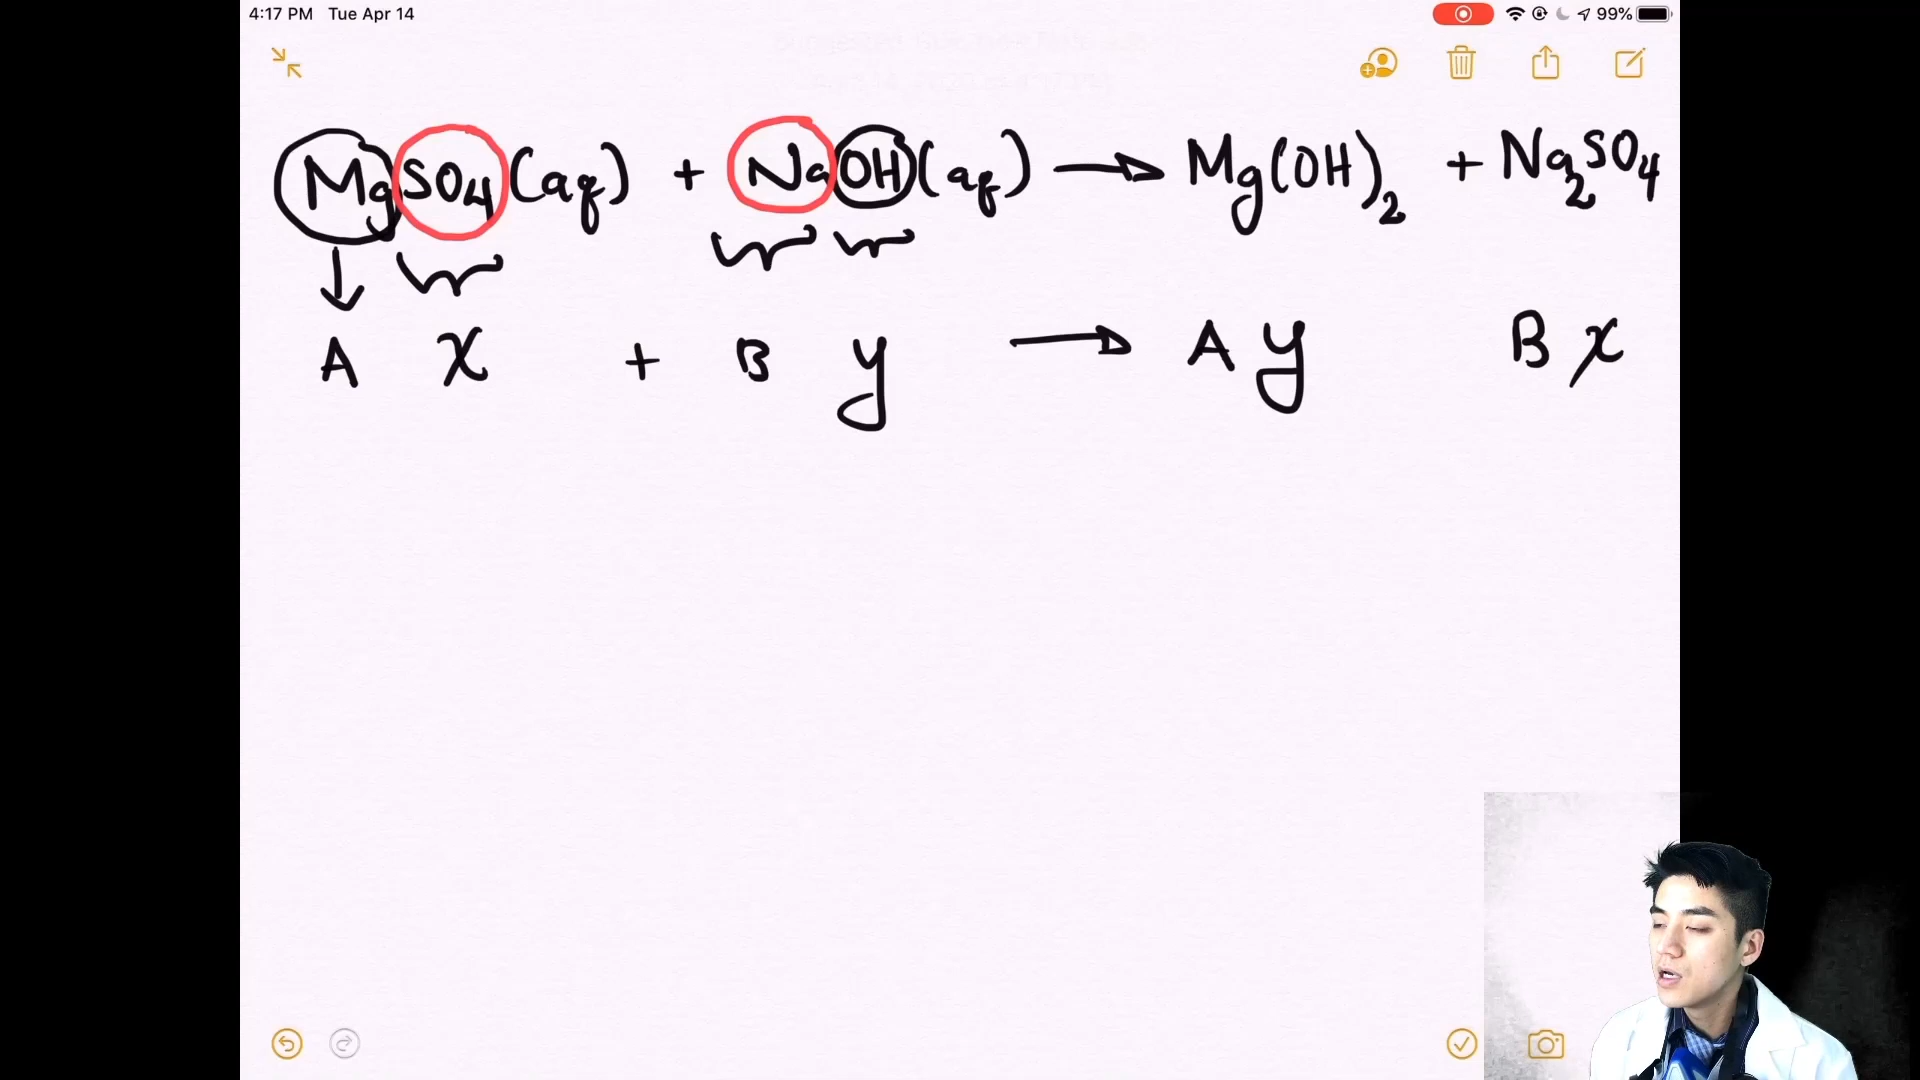 4:17 PM Tue Apr 14 99%
MgSO4(aq) + NaOH(aq) → Mg(OH)2 + Na2SO4
A x + B y → A y B x